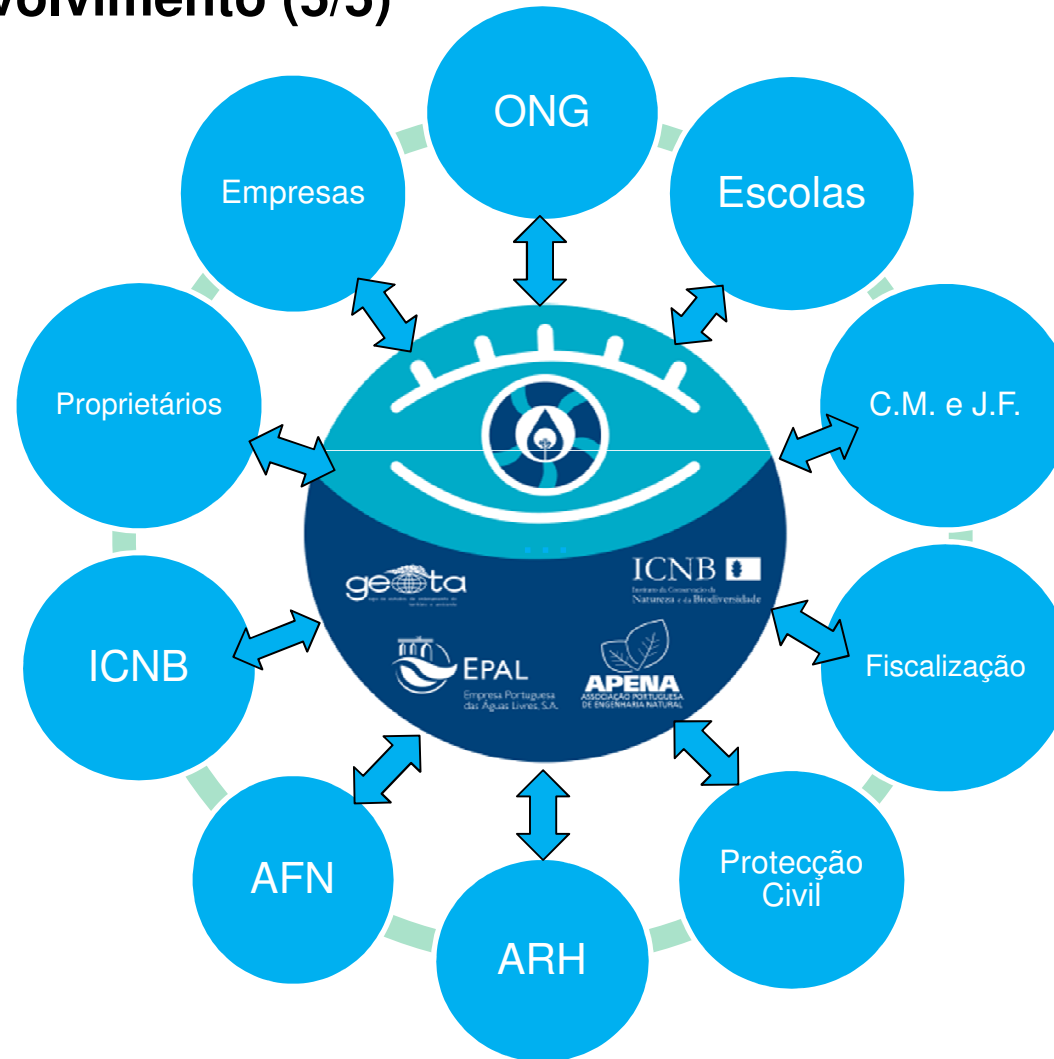 volvimento (5/5)
ONG
Escolas
C.M. e J.F.
Fiscalização
Protecção
Civil
ARH
AFN
ICNB
Proprietários
Empresas
geota
ICNB
Instituto da Conservação da
Natureza e da Biodiversidade
EPAL
Empresa Portuguesa
das Águas Livres, S.A.
APENA
ASSOCIAÇÃO PORTUGUESA
DE ENGENHARIA NATURAL